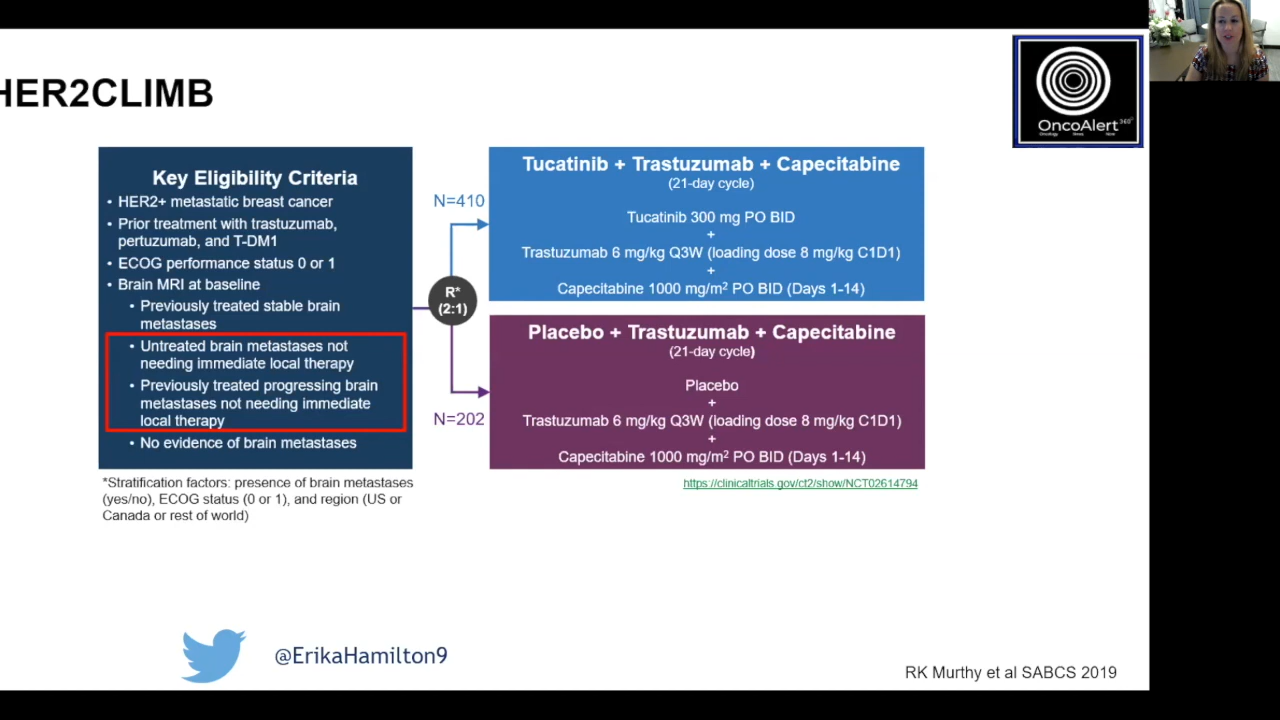 HER2CLIMB
OncoAlert 360°
Oncology News Now
Key Eligibility Criteria
• HER2+ metastatic breast cancer
• Prior treatment with trastuzumab,
pertuzumab, and T-DM1
• ECOG performance status 0 or 1
• Brain MRI at baseline
• Previously treated stable brain
metastases
• Untreated brain metastases not
needing immediate local therapy
• Previously treated progressing brain
metastases not needing immediate
local therapy
• No evidence of brain metastases
*Stratification factors: presence of brain metastases
(yes/no), ECOG status (0 or 1), and region (US or
Canada or rest of world)
N=410
R*
(2:1)
N=202
Tucatinib + Trastuzumab + Capecitabine
(21-day cycle)
Tucatinib 300 mg PO BID
+
Trastuzumab 6 mg/kg Q3W (loading dose 8 mg/kg C1D1)
+
Capecitabine 1000 mg/m² PO BID (Days 1-14)
Placebo + Trastuzumab + Capecitabine
(21-day cycle)
Placebo
+
Trastuzumab 6 mg/kg Q3W (loading dose 8 mg/kg C1D1)
+
Capecitabine 1000 mg/m² PO BID (Days 1-14)
https://clinicaltrials.gov/ct2/show/NCT02614794
@ErikaHamilton9
RK Murthy et al SABCS 2019